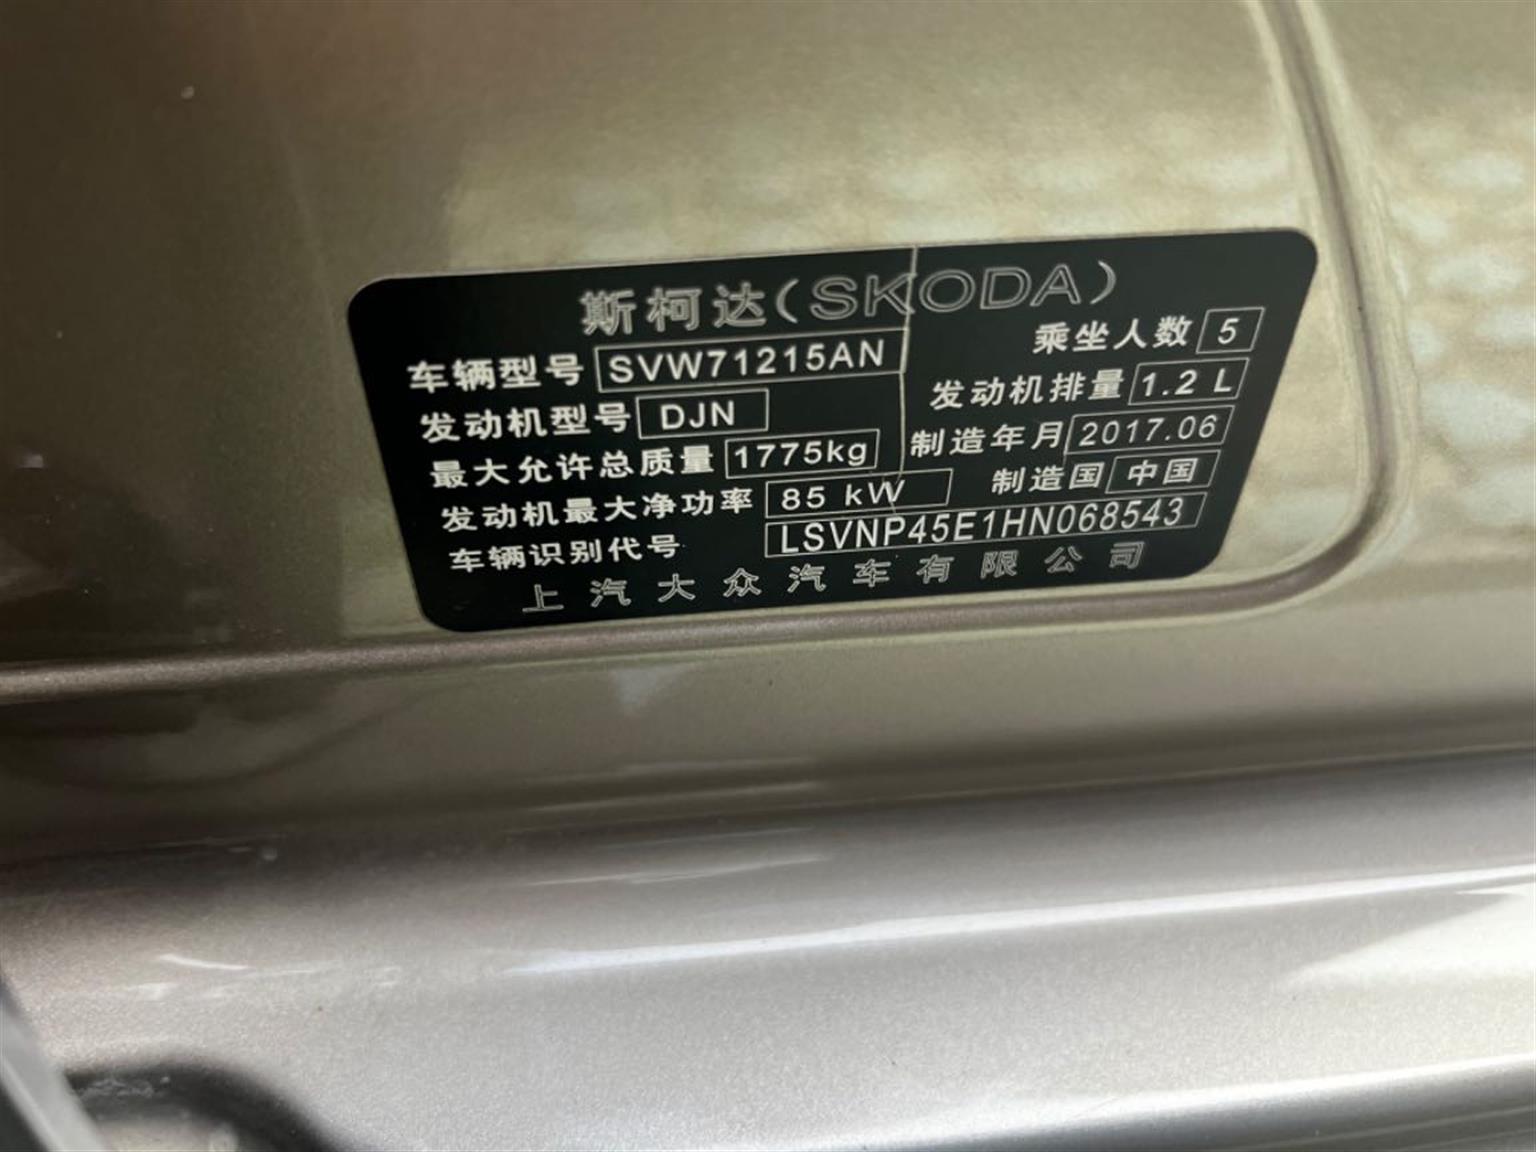 斯柯达(SKODA)
车辆型号 SVW71215AN 乘坐人数 5
发动机型号 DJN 发动机排量 1.2 L
最大允许总质量 1775kg 制造年月 2017.06
发动机最大净功率 85 kW 制造国 中国
车辆识别代号 LSVNP45E1HN068543
上汽大众汽车有限公司